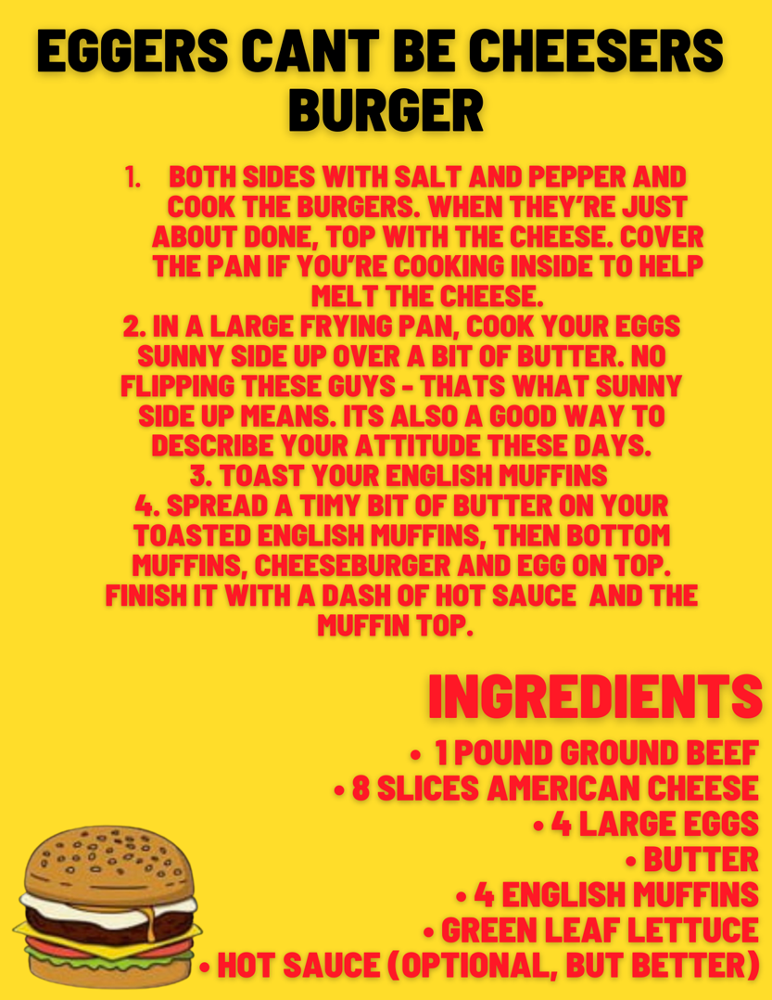 EGGERS CANT BE CHEESERS
BURGER
1. BOTH SIDES WITH SALT AND PEPPER AND
COOK THE BURGERS. WHEN THEY'RE JUST
ABOUT DONE, TOP WITH THE CHEESE. COVER
THE PAN IF YOU'RE COOKING INSIDE TO HELP
MELT THE CHEESE.
2. IN A LARGE FRYING PAN, COOK YOUR EGGS
SUNNY SIDE UP OVER A BIT OF BUTTER. NO
FLIPPING THESE GUYS - THATS WHAT SUNNY
SIDE UP MEANS. ITS ALSO A GOOD WAY TO
DESCRIBE YOUR ATTITUDE THESE DAYS.
3. TOAST YOUR ENGLISH MUFFINS
4. SPREAD A TIMY BIT OF BUTTER ON YOUR
TOASTED ENGLISH MUFFINS, THEN BOTTOM
MUFFINS, CHEESEBURGER AND EGG ON TOP.
FINISH IT WITH A DASH OF HOT SAUCE AND THE
MUFFIN TOP.
INGREDIENTS
• 1 POUND GROUND BEEF
• 8 SLICES AMERICAN CHEESE
• 4 LARGE EGGS
• BUTTER
• 4 ENGLISH MUFFINS
• GREEN LEAF LETTUCE
• HOT SAUCE (OPTIONAL, BUT BETTER)